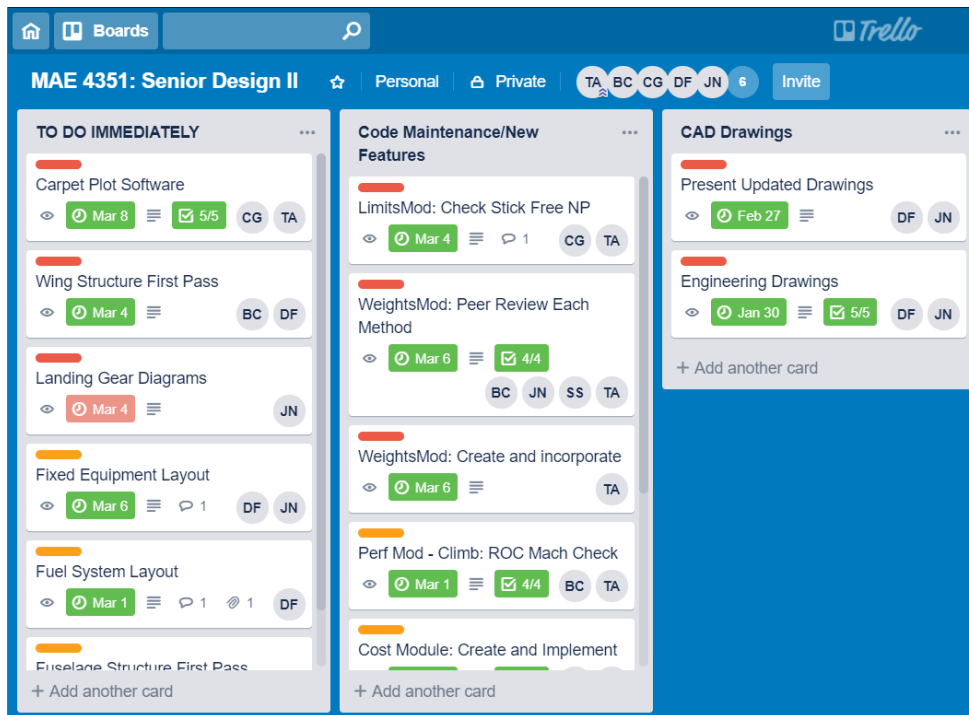 Boards
Trello
MAE 4351: Senior Design II
Personal
Private
TA BC CG DF JN 6
Invite
TO DO IMMEDIATELY
Carpet Plot Software
Mar 8 5/5 CG TA
Wing Structure First Pass
Mar 4 BC DF
Landing Gear Diagrams
Mar 4 JN
Fixed Equipment Layout
Mar 6 1 DF JN
Fuel System Layout
Mar 1 1 1 DF
Fuselage Structure First Pass
+ Add another card
Code Maintenance/New
Features
LimitsMod: Check Stick Free NP
Mar 4 1 CG TA
WeightsMod: Peer Review Each
Method
Mar 6 4/4
BC JN SS TA
WeightsMod: Create and incorporate
Mar 6 TA
Perf Mod - Climb: ROC Mach Check
Mar 1 4/4 BC TA
Cost Module: Create and Implement
+ Add another card
CAD Drawings
Present Updated Drawings
Feb 27 DF JN
Engineering Drawings
Jan 30 5/5 DF JN
+ Add another card